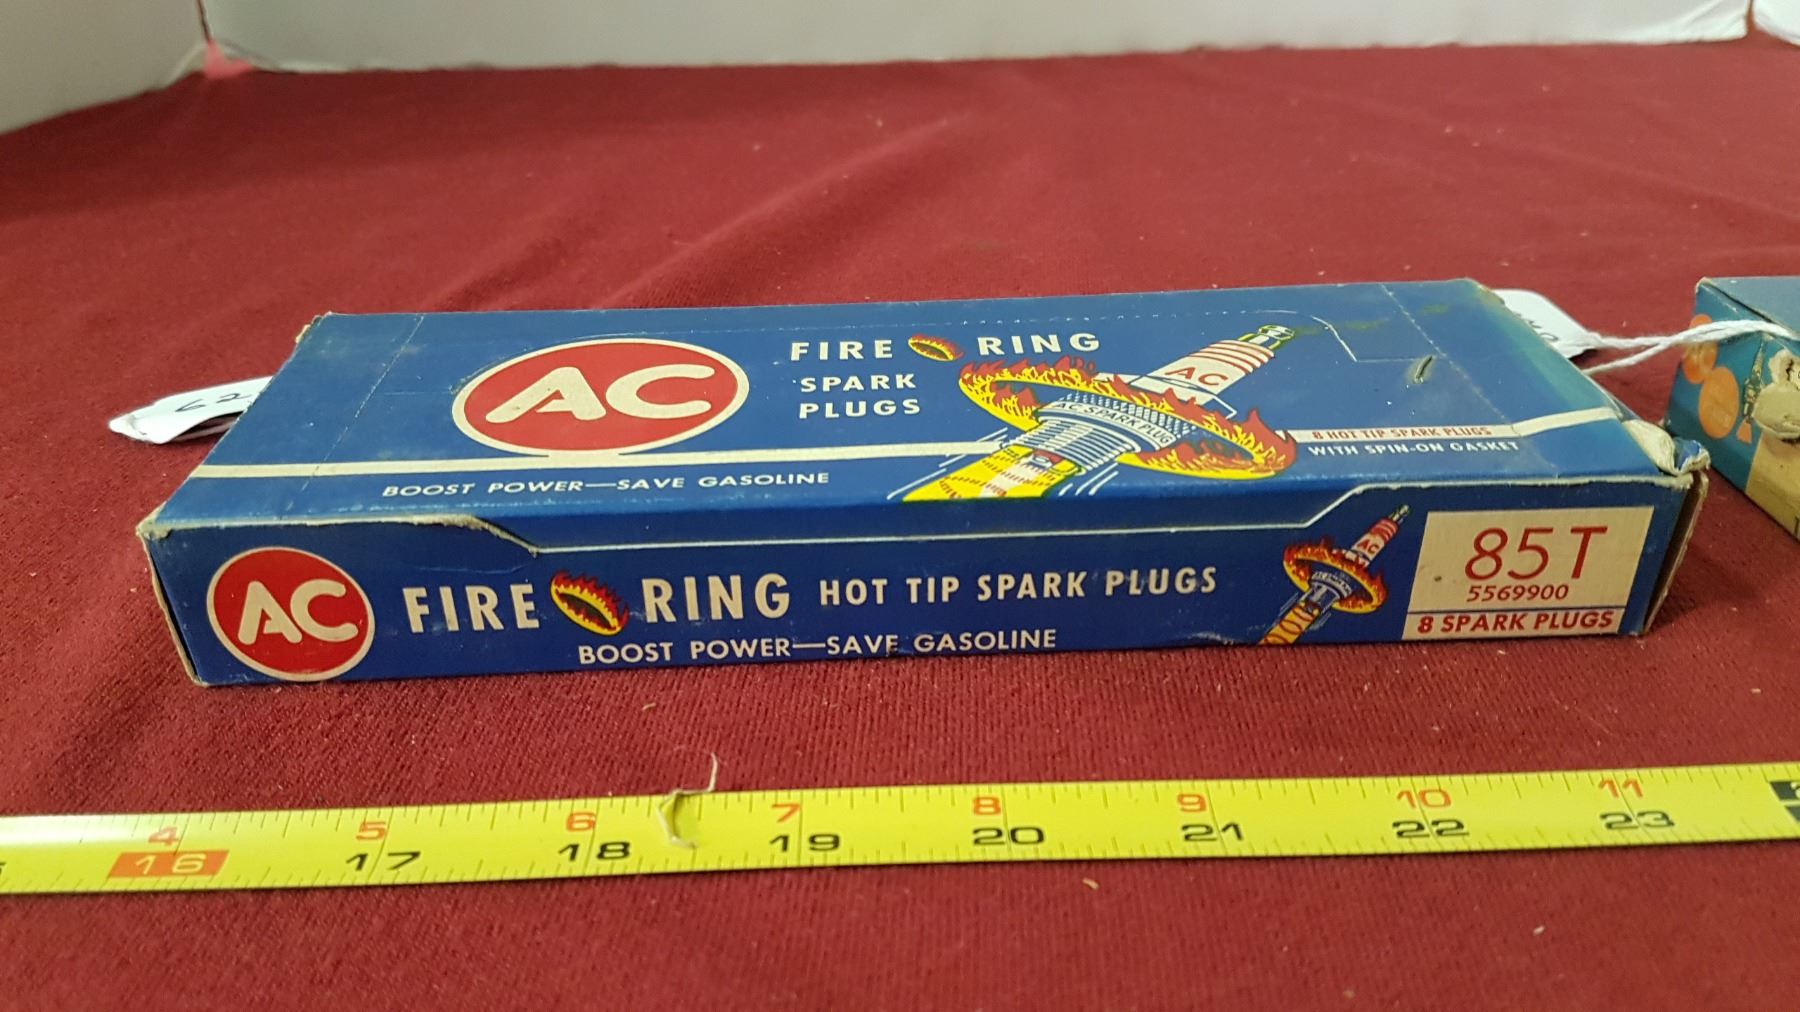 AC
FIRE RING
SPARK
PLUGS
AC
AC SPARK PLUG
8 HOT TIP SPARK PLUGS
WITH SPIN-ON GASKET
BOOST POWER—SAVE GASOLINE
AC
FIRE RING HOT TIP SPARK PLUGS
BOOST POWER—SAVE GASOLINE
AC
85T
5569900
8 SPARK PLUGS
62
4 5 6 7 8 9 10 11
16 17 18 19 20 21 22 23